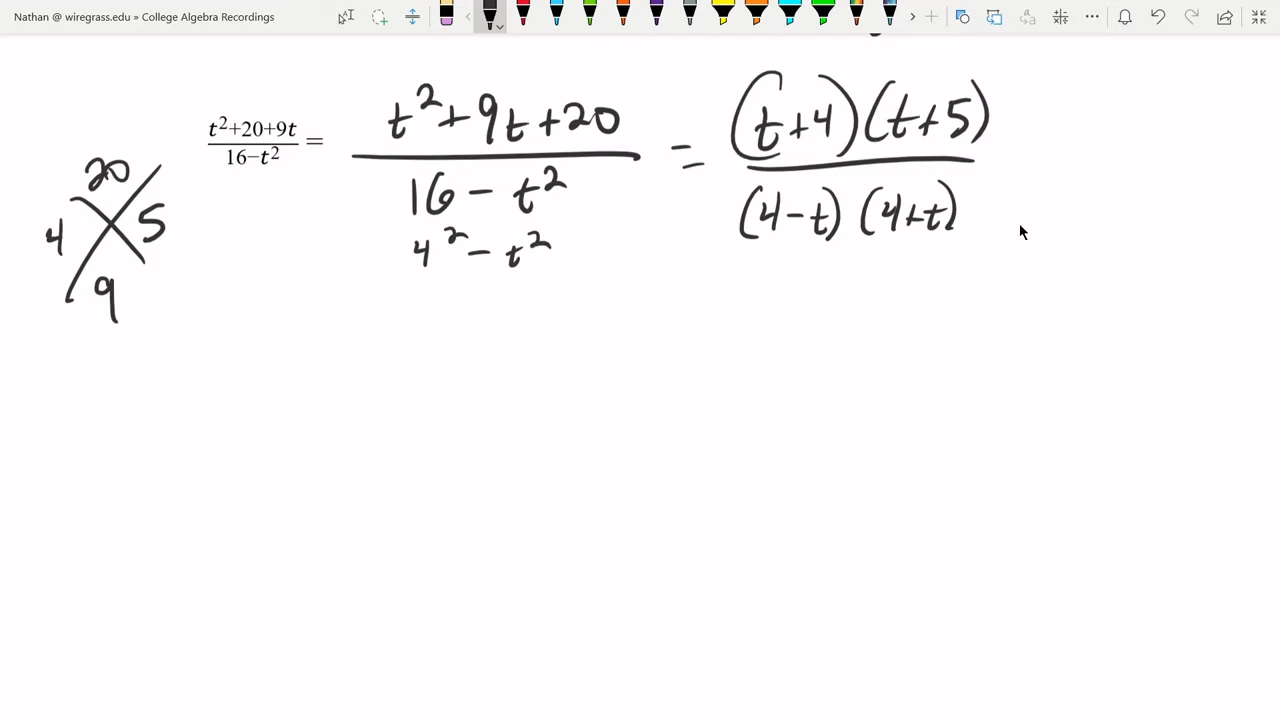 Nathan @ wiregrass.edu » College Algebra Recordings
t²+20+9t / 16−t² = t²+9t+20 / 16−t² = (t+4)(t+5) / (4−t)(4+t)
4²−t²
20
4 5
9